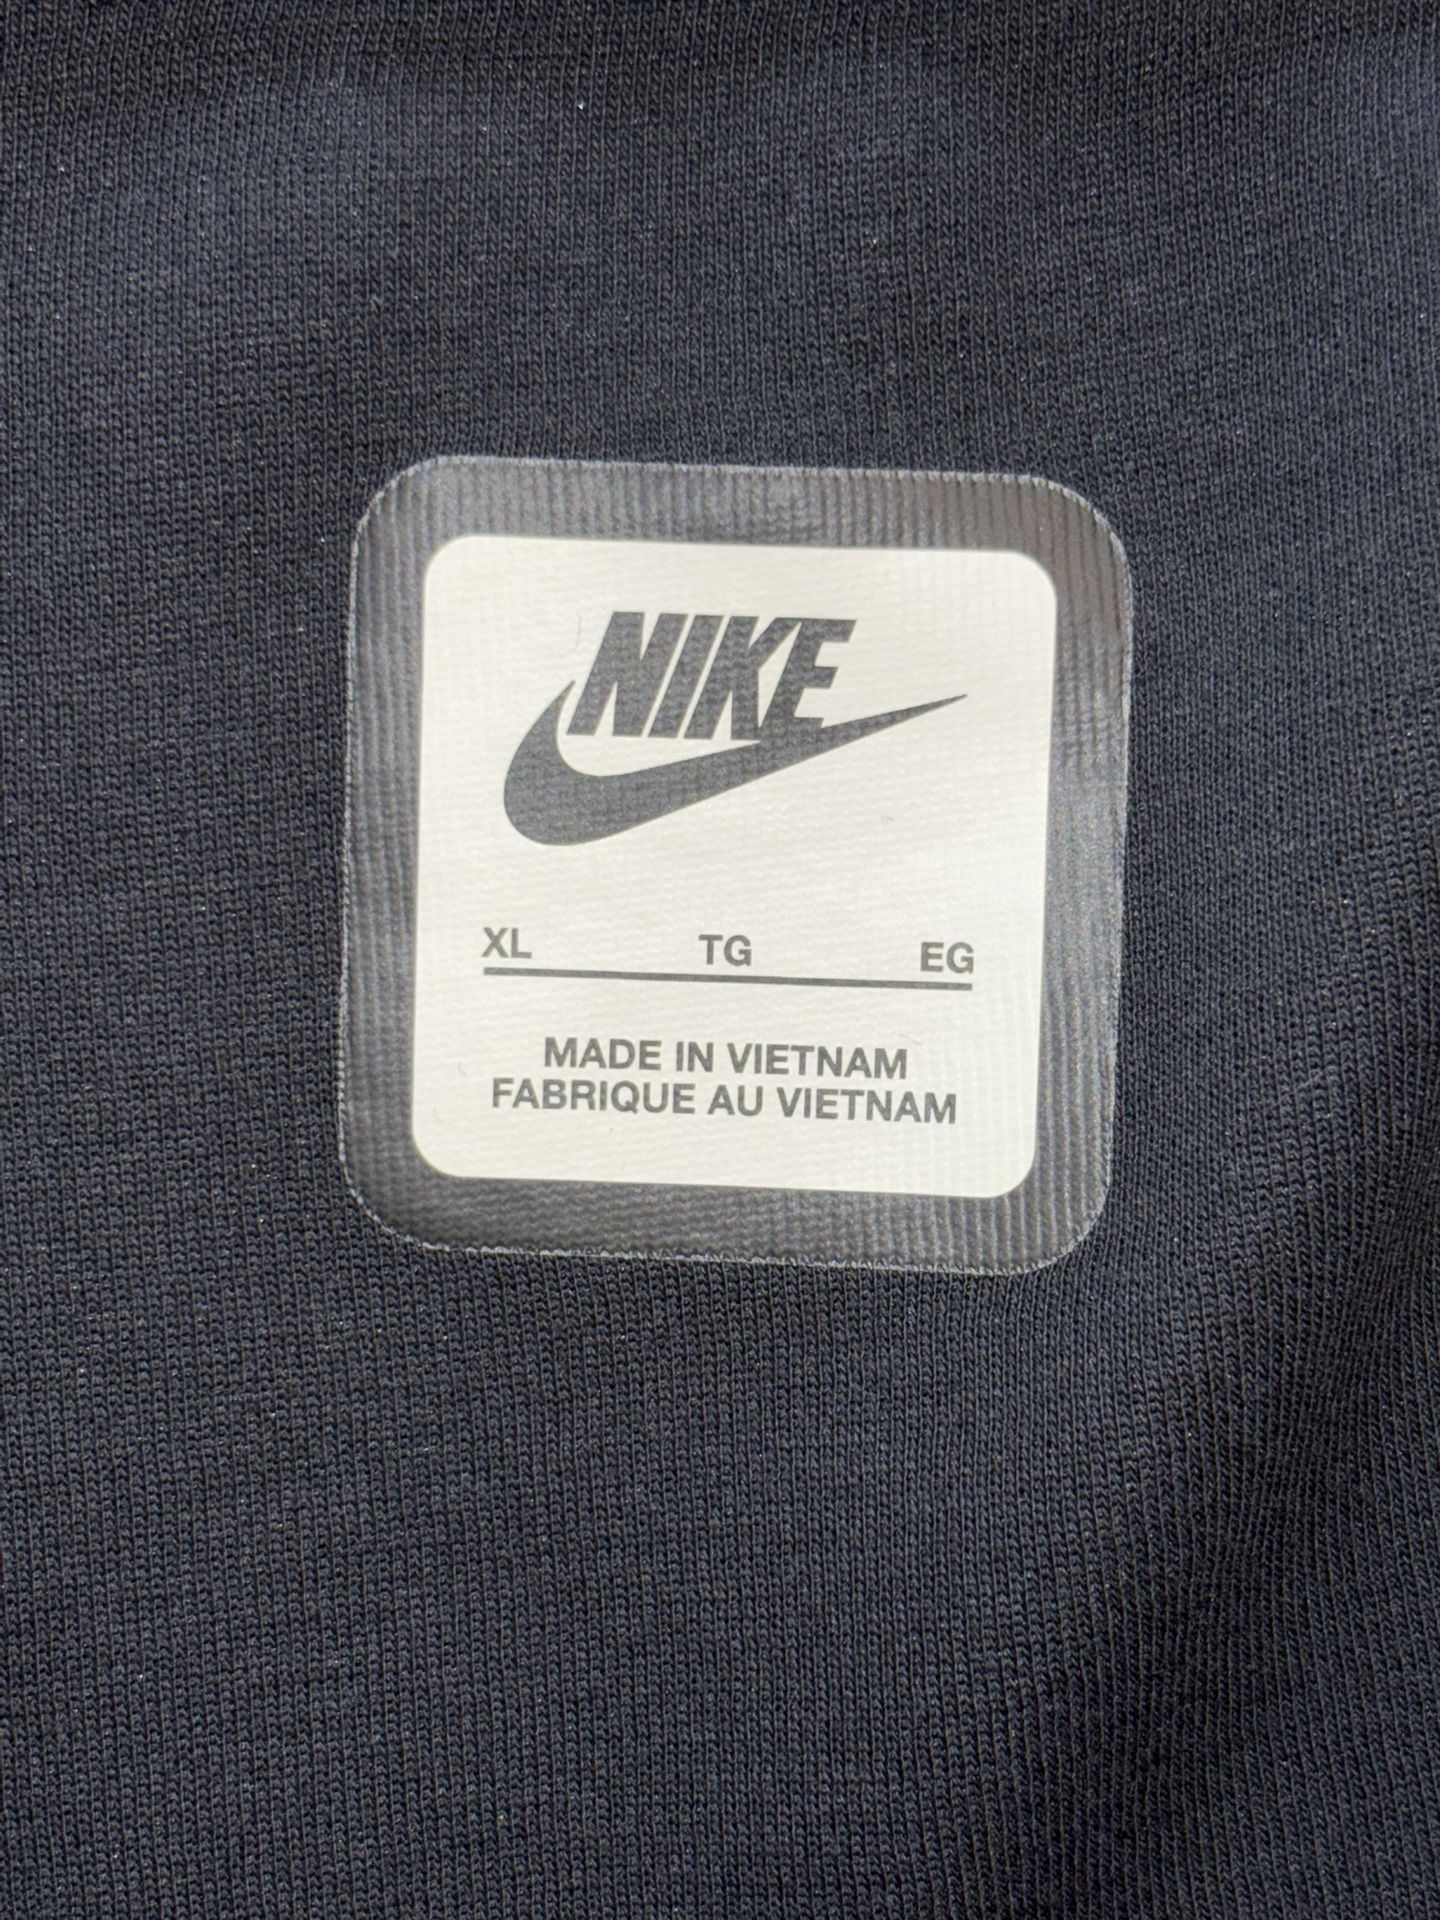 NIKE
XL TG EG
MADE IN VIETNAM
FABRIQUE AU VIETNAM